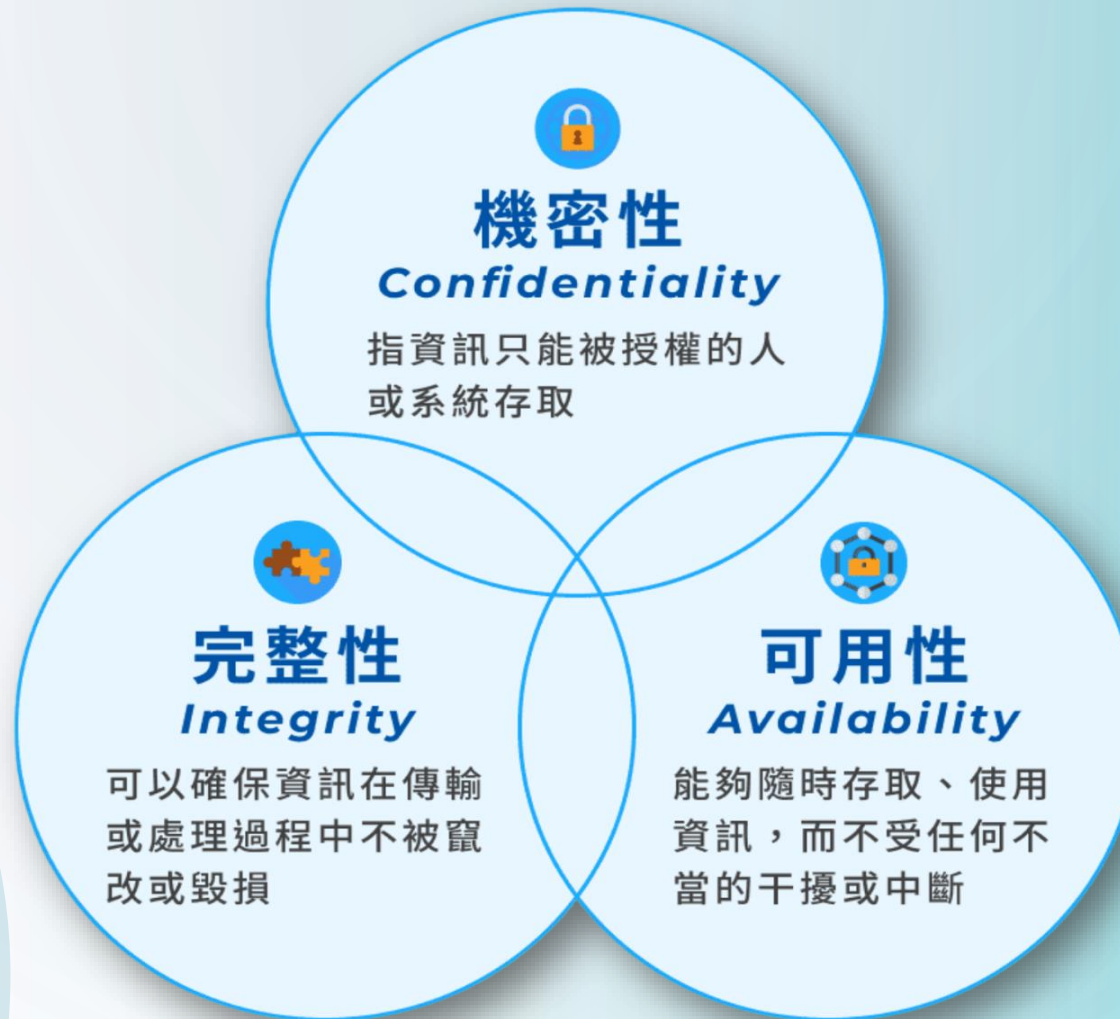 機密性
Confidentiality
指資訊只能被授權的人
或系統存取
完整性
Integrity
可以確保資訊在傳輸
或處理過程中不被竄
改或毀損
可用性
Availability
能夠隨時存取、使用
資訊，而不受任何不
當的干擾或中斷